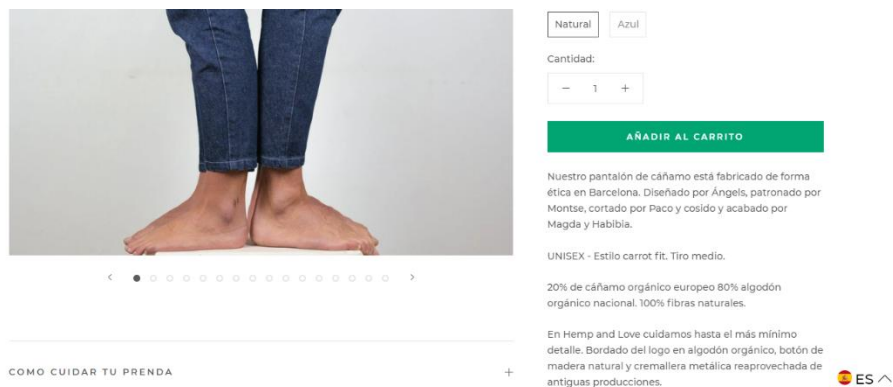 Natural
Azul
Cantidad:
− 1 +
AÑADIR AL CARRITO
Nuestro pantalón de cáñamo está fabricado de forma
ética en Barcelona. Diseñado por Ángels, patronado por
Montse, cortado por Paco y cosido y acabado por
Magda y Habibia.
UNISEX - Estilo carrot fit. Tiro medio.
20% de cáñamo orgánico europeo 80% algodón
orgánico nacional. 100% fibras naturales.
En Hemp and Love cuidamos hasta el más mínimo
detalle. Bordado del logo en algodón orgánico, botón de
madera natural y cremallera metálica reaprovechada de
antiguas producciones.
COMO CUIDAR TU PRENDA +
ES